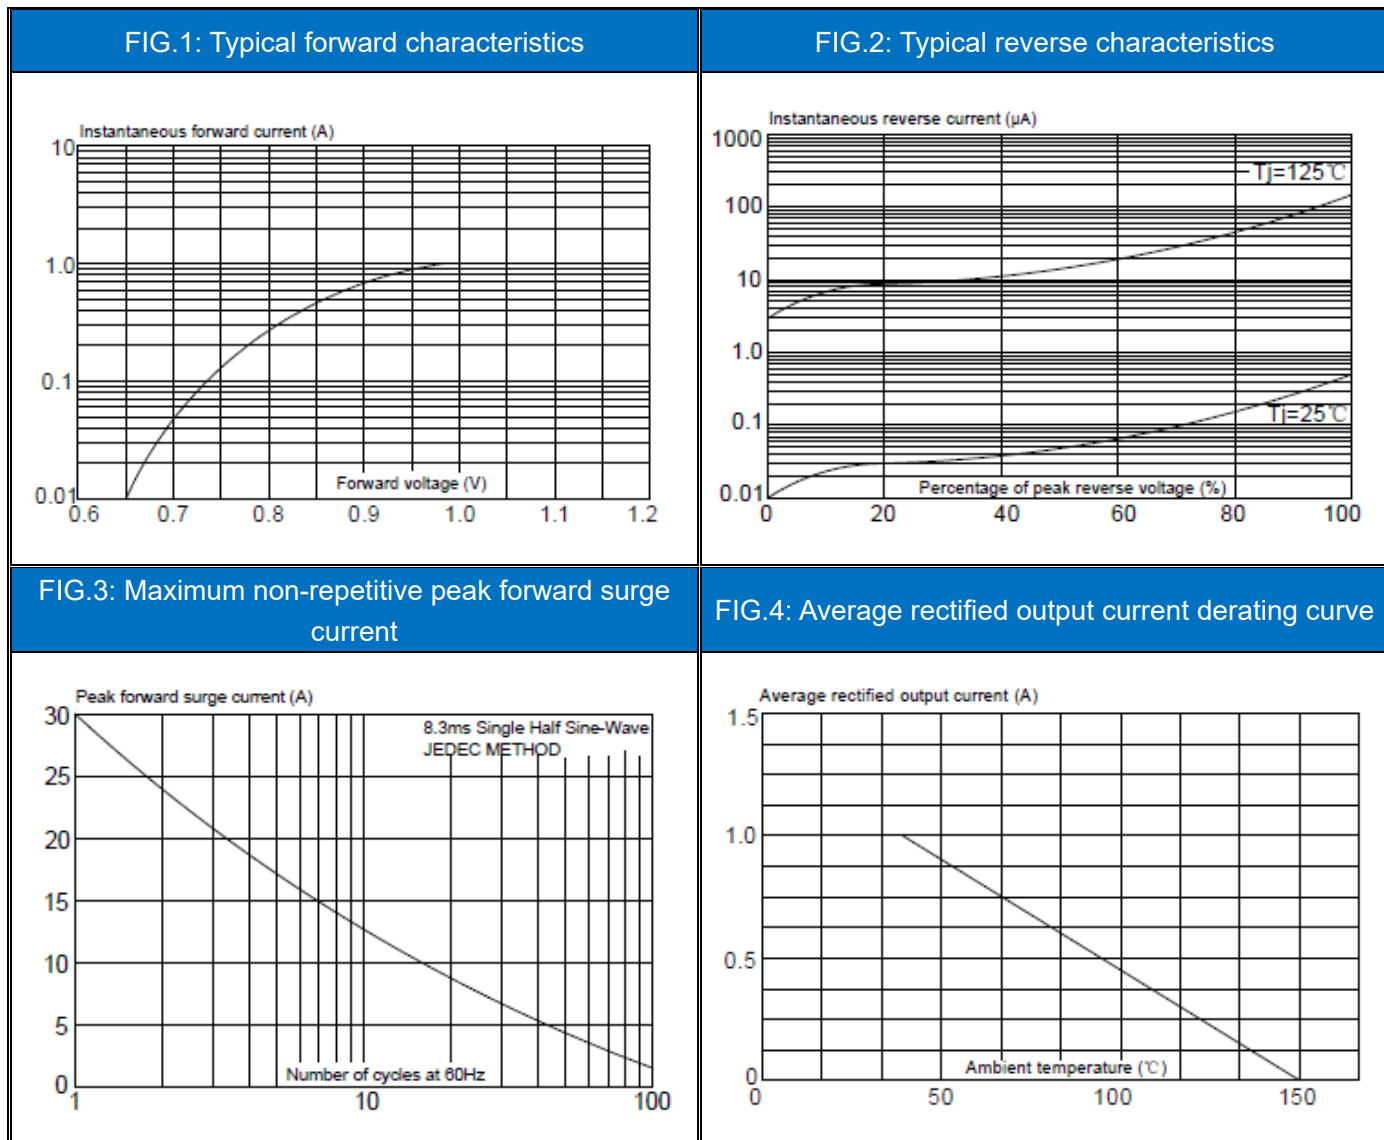 FIG.1: Typical forward characteristics
FIG.2: Typical reverse characteristics
Instantaneous forward current (A)
10
1.0
0.1
0.01
Forward voltage (V)
0.6 0.7 0.8 0.9 1.0 1.1 1.2
Instantaneous reverse current (μA)
1000
Tj=125℃
100
10
1.0
0.1
Tj=25℃
0.01
Percentage of peak reverse voltage (%)
0 20 40 60 80 100
FIG.3: Maximum non-repetitive peak forward surge
current
FIG.4: Average rectified output current derating curve
Peak forward surge current (A)
30
8.3ms Single Half Sine-Wave
JEDEC METHOD
25
20
15
10
5
0
Number of cycles at 60Hz
1 10 100
Average rectified output current (A)
1.5
1.0
0.5
0
Ambient temperature (℃)
0 50 100 150